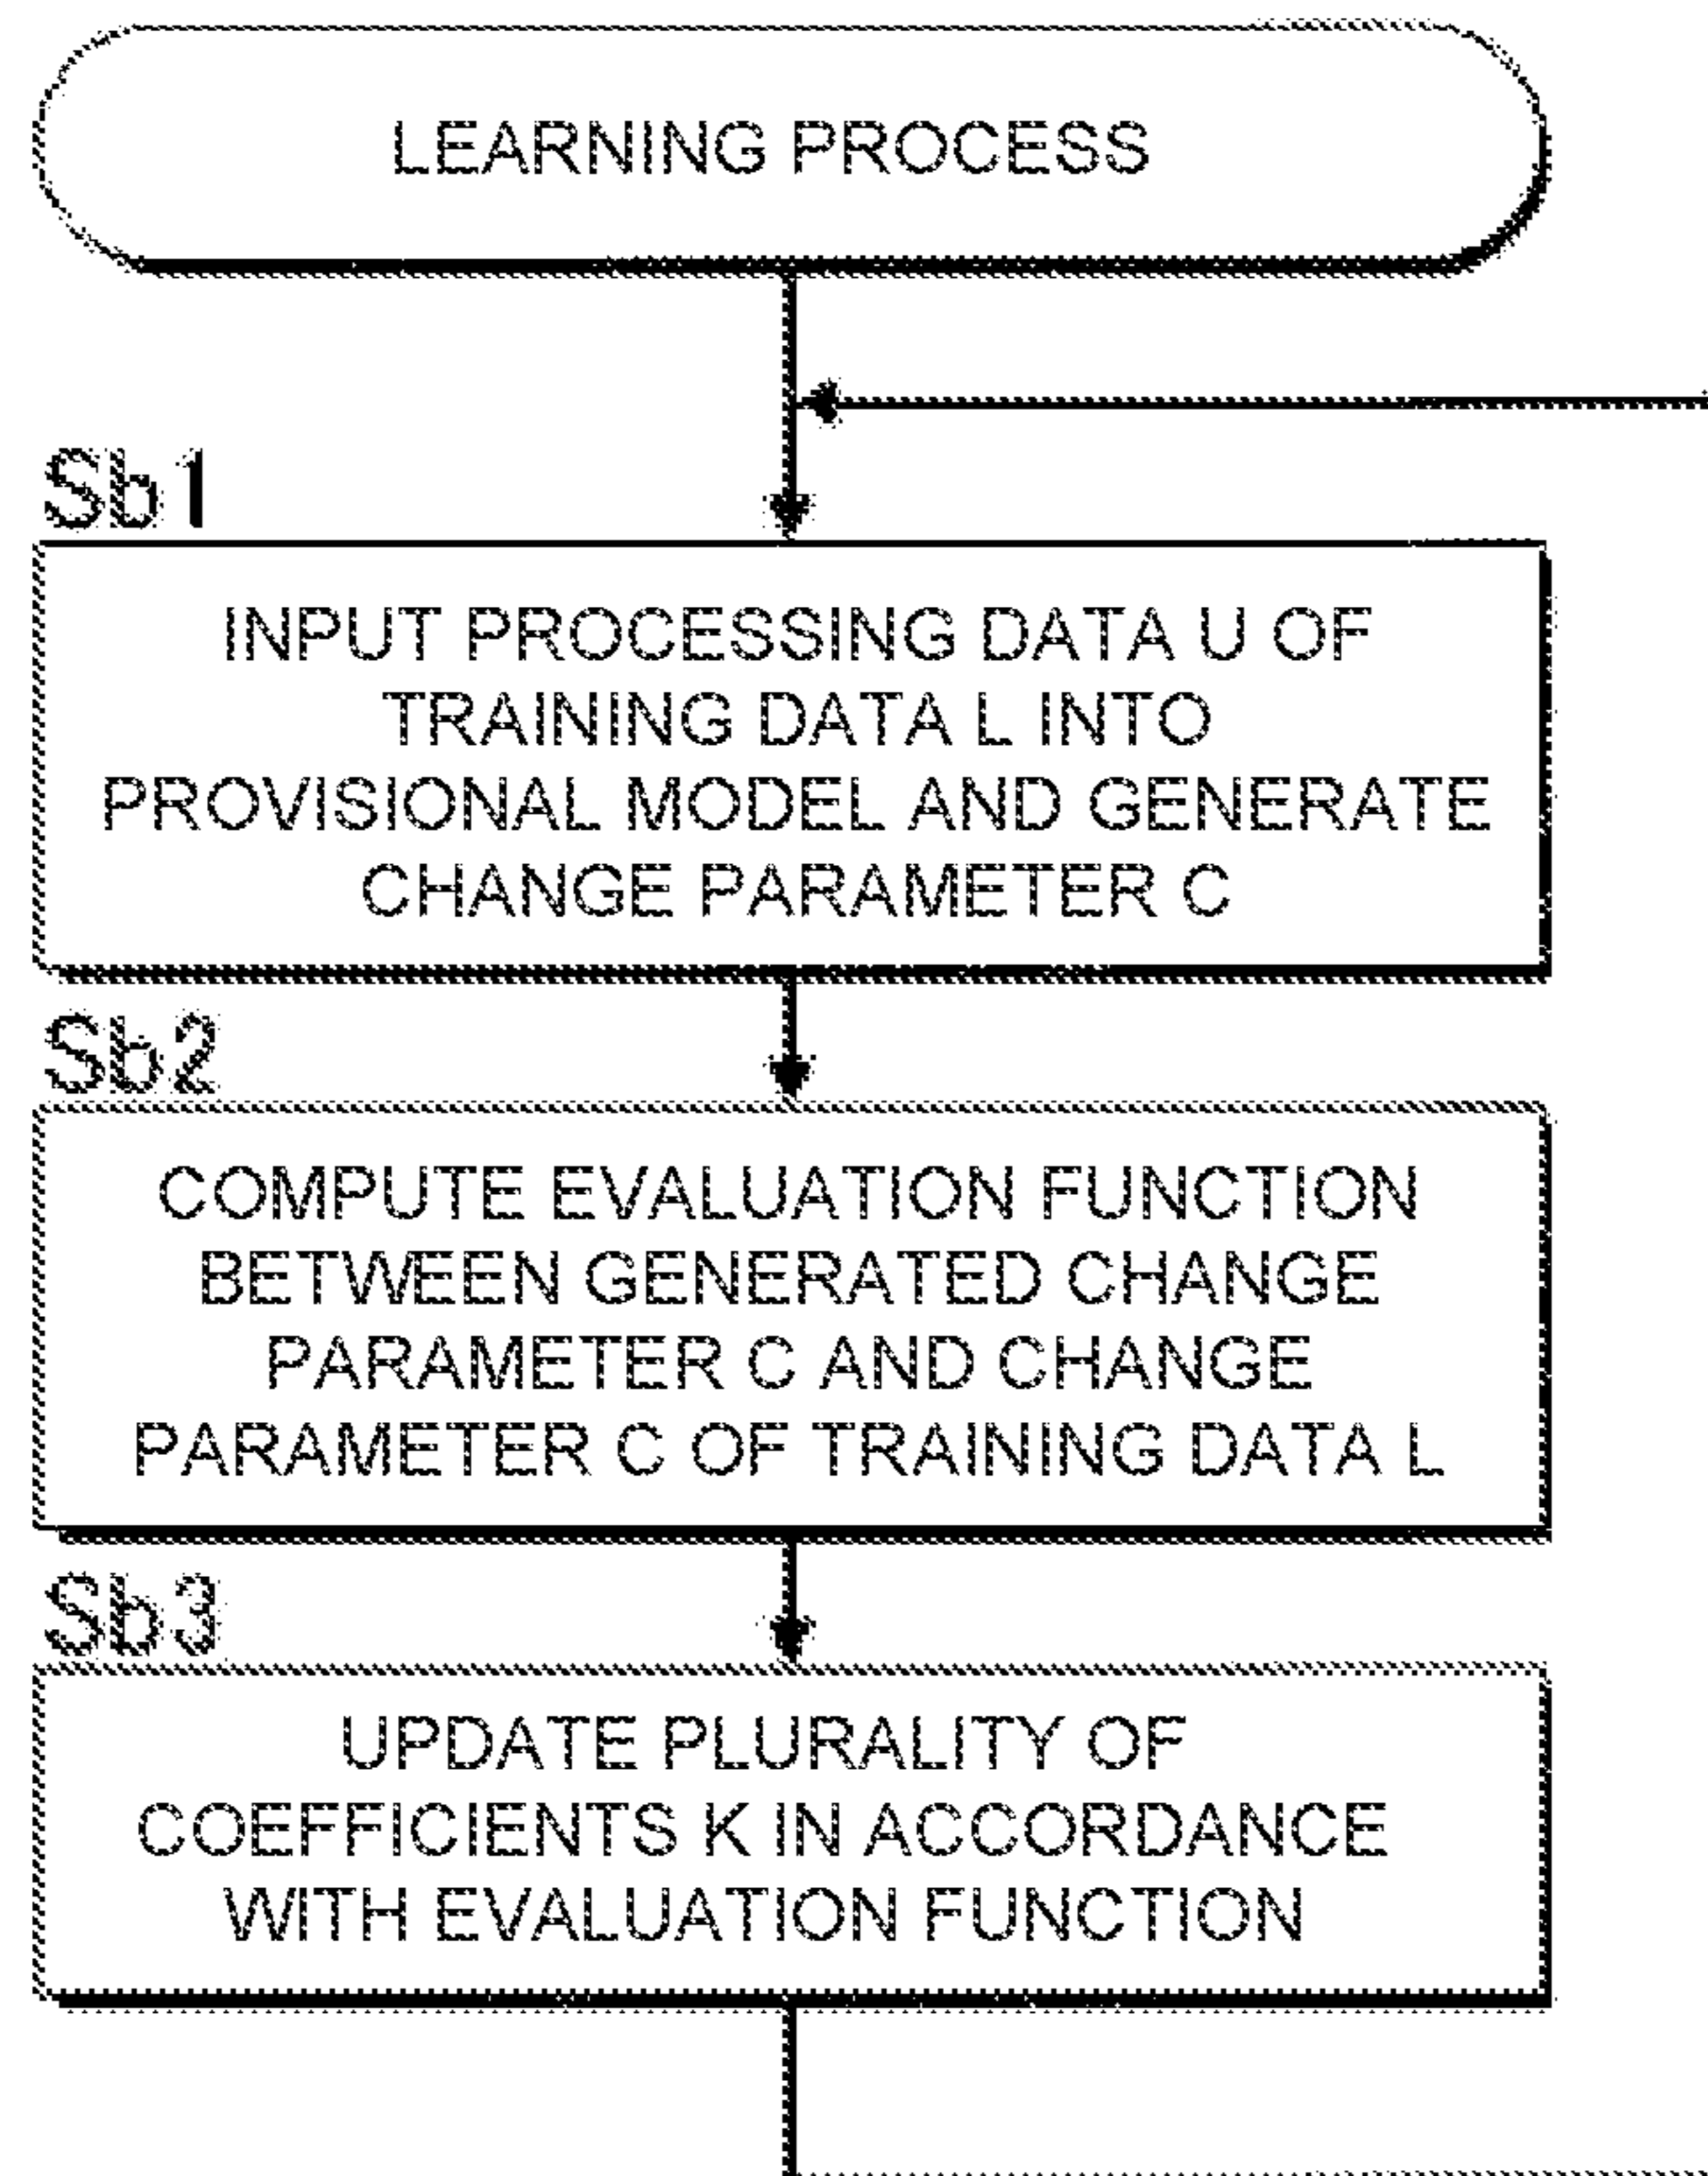 LEARNING PROCESS
Sb1
INPUT PROCESSING DATA U OF
TRAINING DATA L INTO
PROVISIONAL MODEL AND GENERATE
CHANGE PARAMETER C
Sb2
COMPUTE EVALUATION FUNCTION
BETWEEN GENERATED CHANGE
PARAMETER C AND CHANGE
PARAMETER C OF TRAINING DATA L
Sb3
UPDATE PLURALITY OF
COEFFICIENTS K IN ACCORDANCE
WITH EVALUATION FUNCTION